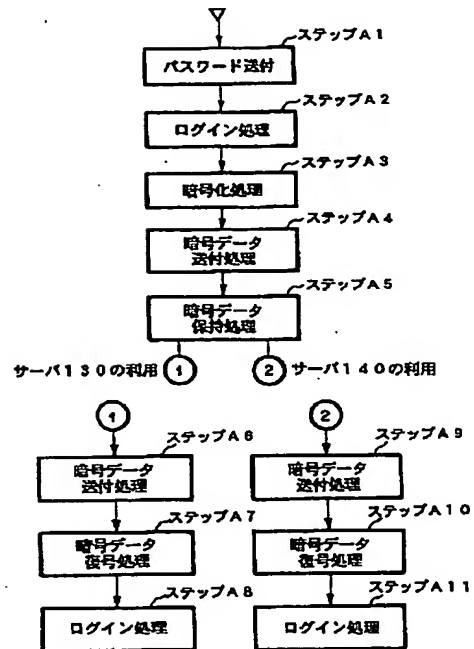 ステップA1
パスワード送付
ステップA2
ログイン処理
ステップA3
暗号化処理
ステップA4
暗号データ
送付処理
ステップA5
暗号データ
保持処理
サーバ130の利用 1
2 サーバ140の利用
1
2
ステップA6
暗号データ
送付処理
ステップA7
暗号データ
復号処理
ステップA8
ログイン処理
ステップA9
暗号データ
送付処理
ステップA10
暗号データ
復号処理
ステップA11
ログイン処理